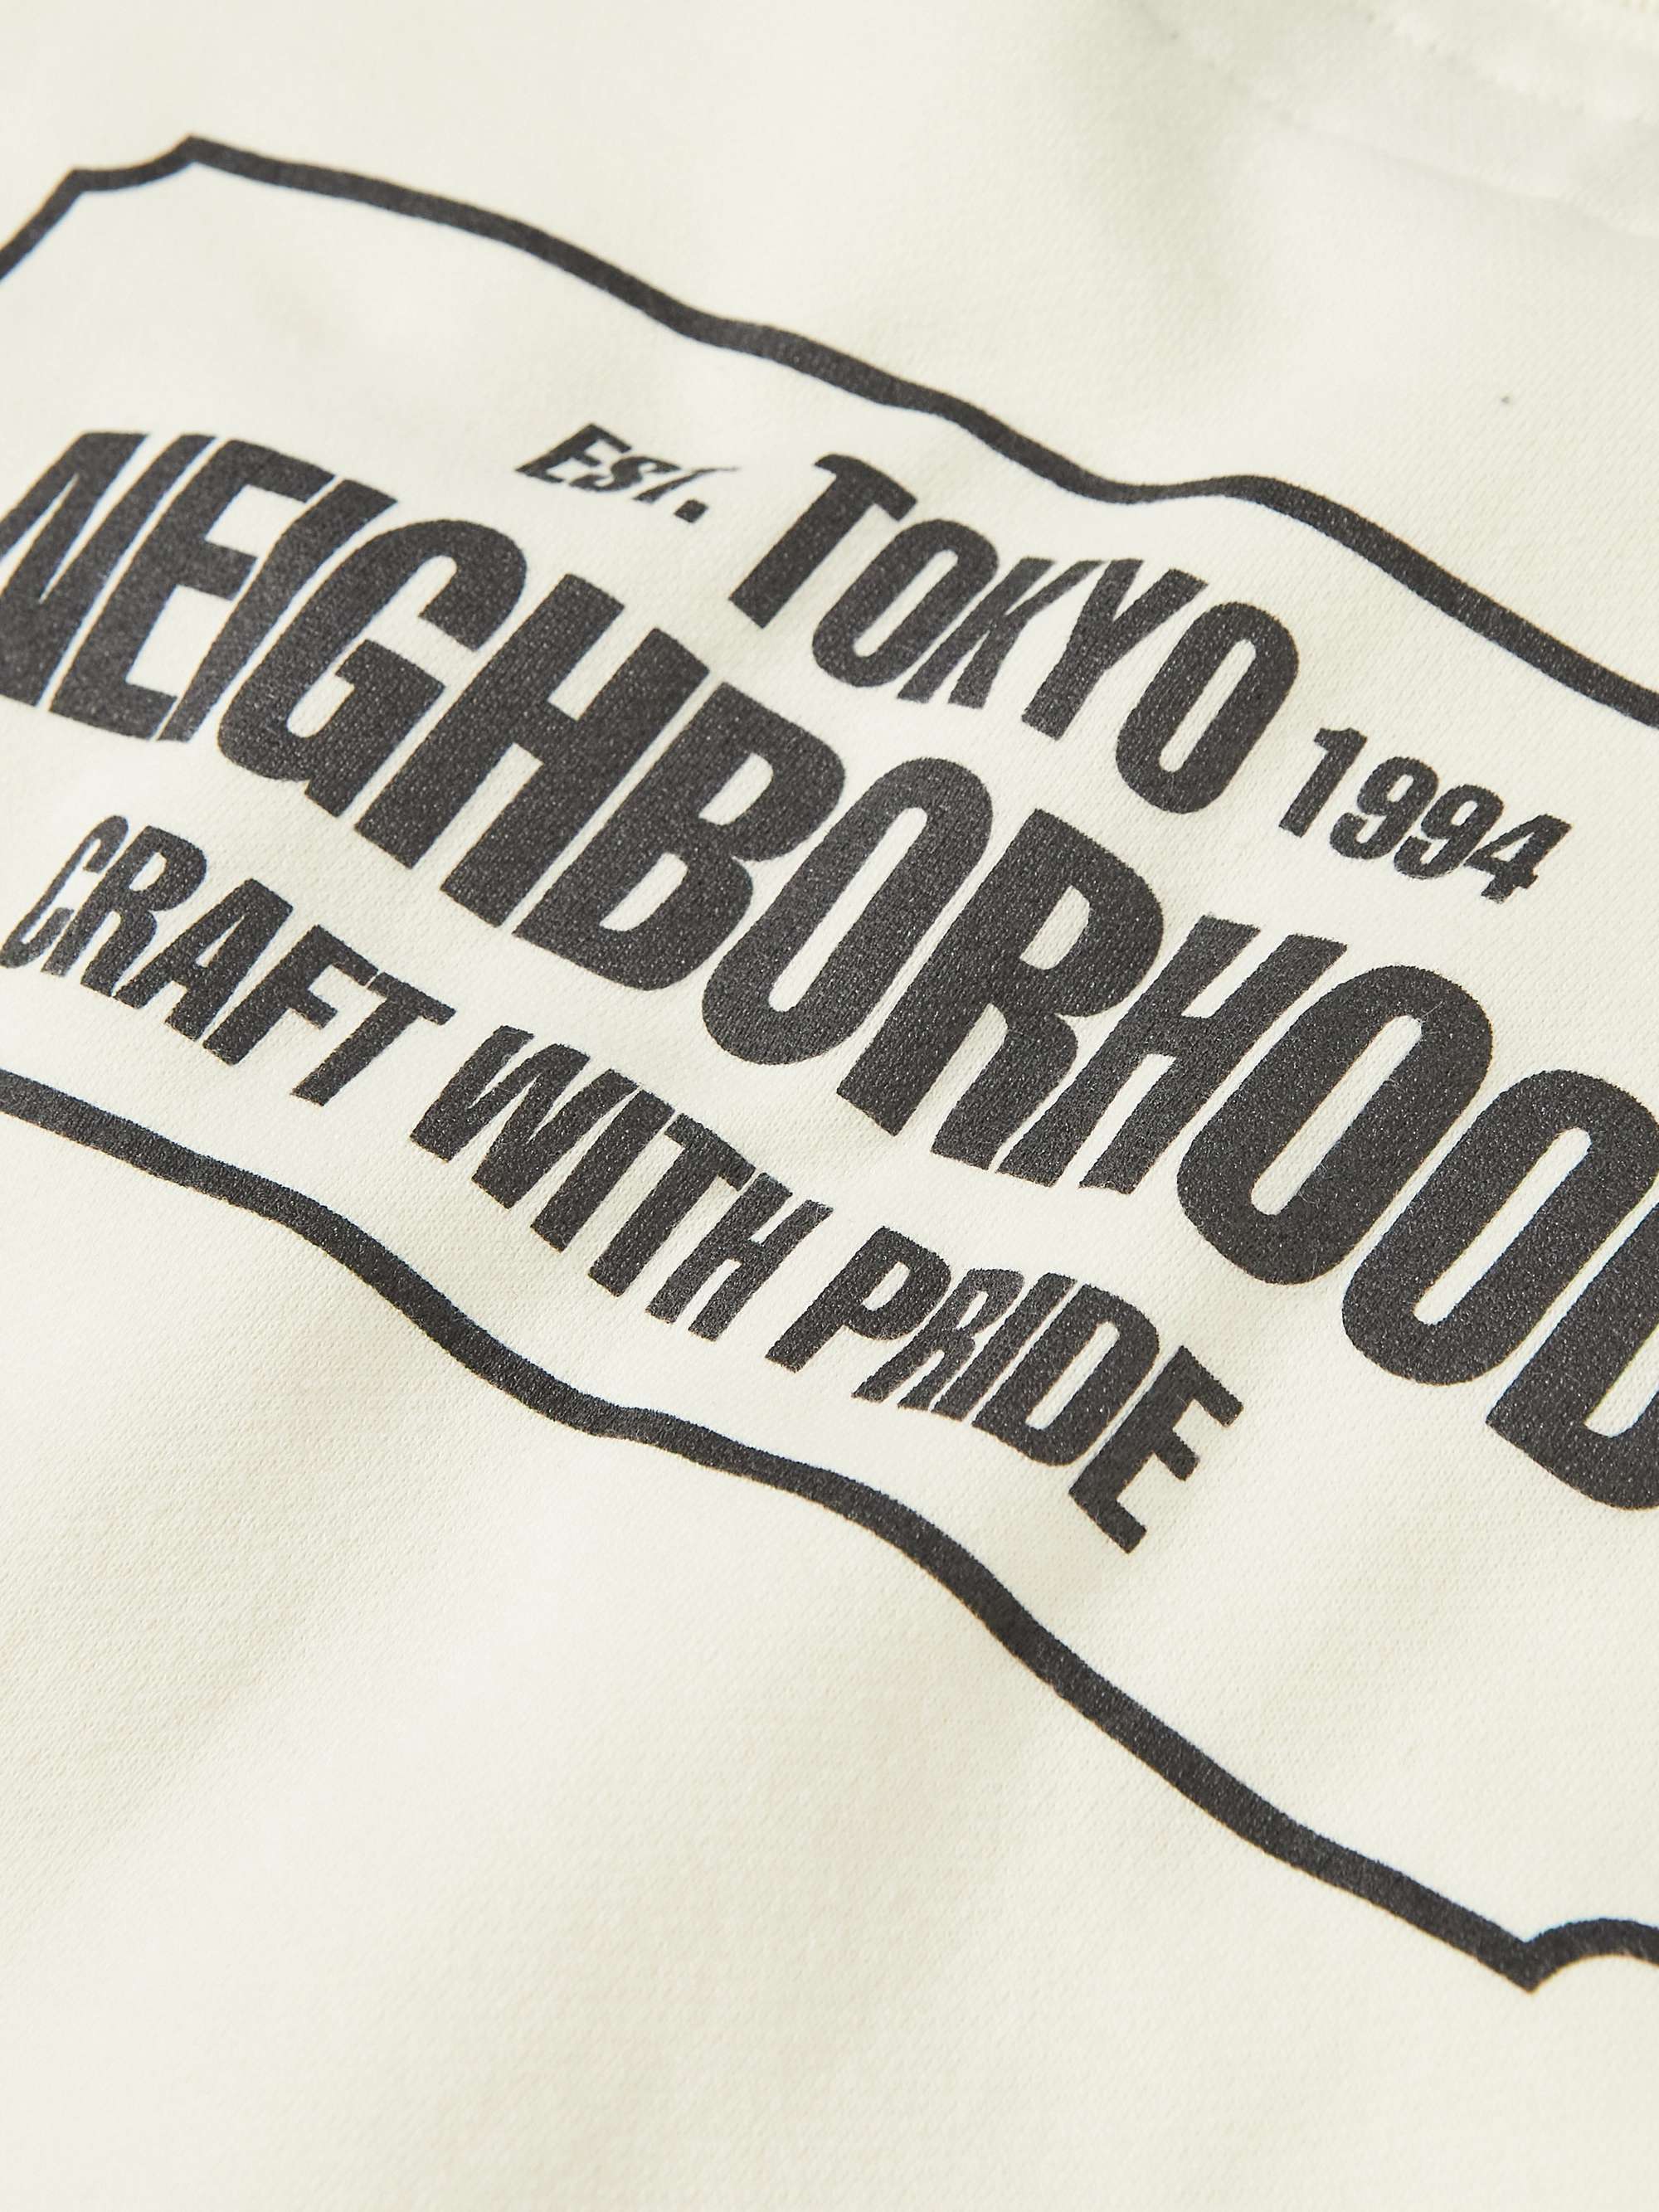 Est. TOKYO 1994
NEIGHBORHOOD
CRAFT WITH PRIDE